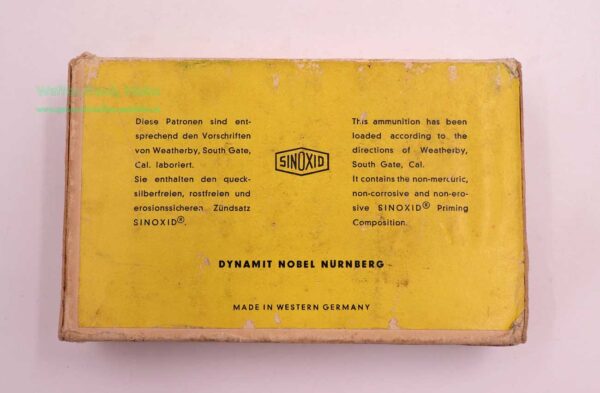 Diese Patronen sind ent-
sprechend den Vorschriften
von Weatherby, South Gate,
Cal. laboriert.
Sie enthalten den queck-
silberfreien, rostfreien und
erosionssicheren Zündsatz
SINOXID®.
SINOXID
This ammunition has been
loaded according to the
directions of Weatherby,
South Gate, Cal.
It contains the non-mercuric,
non-corrosive and non-ero-
sive SINOXID® Priming
Composition.
DYNAMIT NOBEL NÜRNBERG
MADE IN WESTERN GERMANY